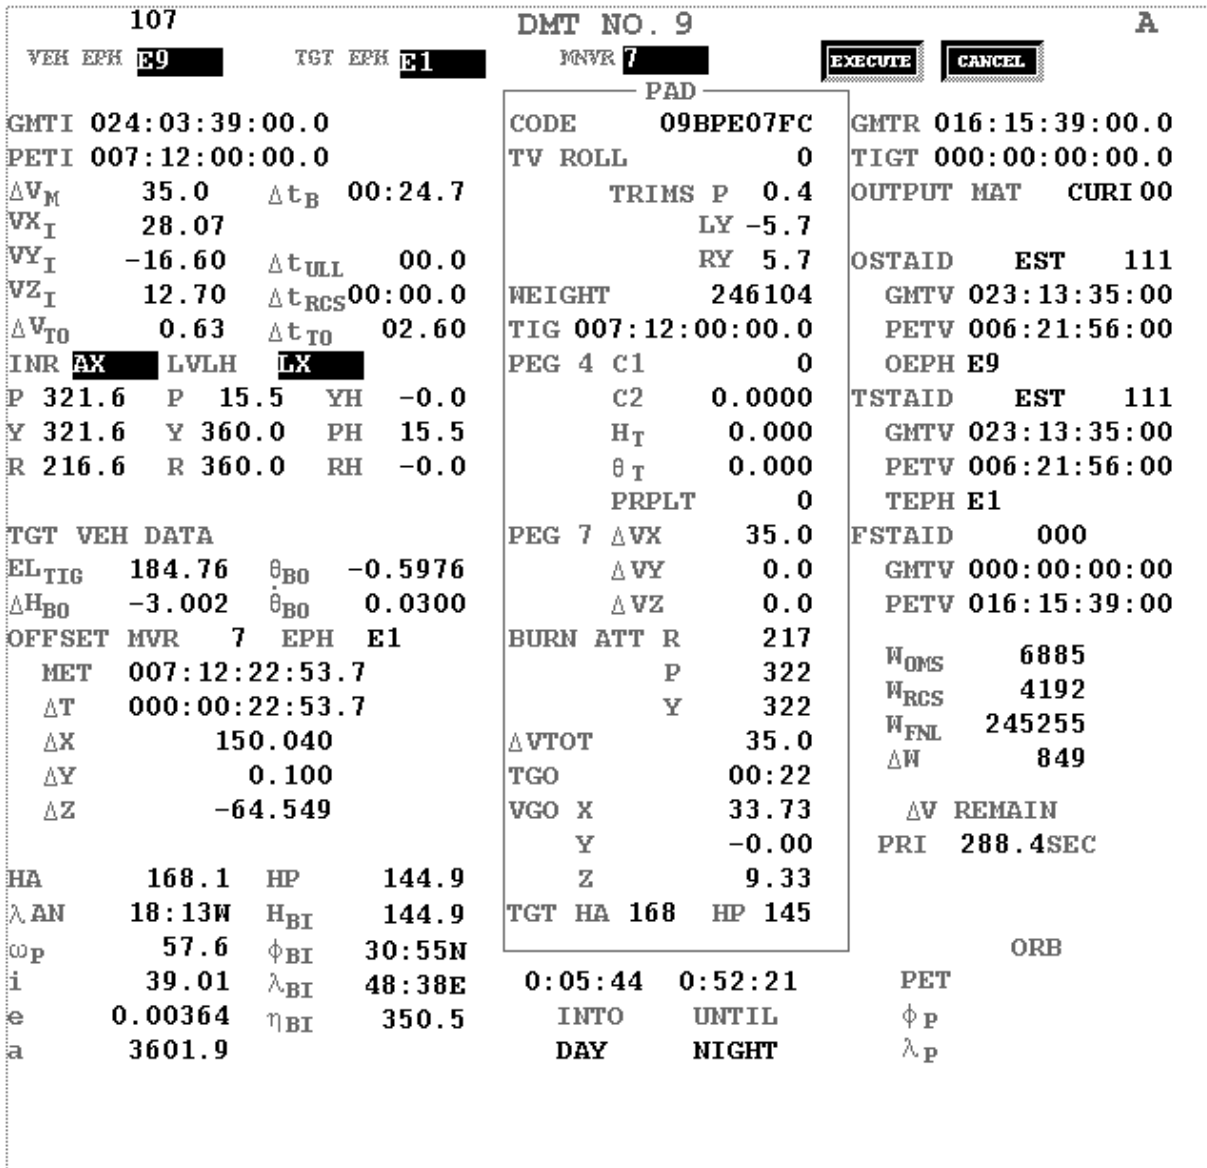 107 DMT NO. 9 A
VEH EPH E9 TGT EPH E1 MNVR 7 EXECUTE CANCEL
PAD
GMTI 024:03:39:00.0 CODE 09BPE07FC GMTR 016:15:39:00.0
PETI 007:12:00:00.0 TV ROLL 0 TIGT 000:00:00:00.0
ΔVM 35.0 ΔtB 00:24.7 TRIMS P 0.4 OUTPUT MAT CURI00
VXI 28.07 LY -5.7
VYI -16.60 ΔtULL 00.0 RY 5.7 OSTAID EST 111
VZI 12.70 ΔtRCS 00:00.0 WEIGHT 246104 GMTV 023:13:35:00
ΔVTO 0.63 ΔtTO 02.60 TIG 007:12:00:00.0 PETV 006:21:56:00
INR AX LVLH LX PEG 4 C1 0 OEPH E9
P 321.6 P 15.5 YH -0.0 C2 0.0000 TSTAID EST 111
Y 321.6 Y 360.0 PH 15.5 HT 0.000 GMTV 023:13:35:00
R 216.6 R 360.0 RH -0.0 θT 0.000 PETV 006:21:56:00
PRPLT 0 TEPH E1
TGT VEH DATA PEG 7 ΔVX 35.0 FSTAID 000
ELTIG 184.76 θBO -0.5976 ΔVY 0.0 GMTV 000:00:00:00
ΔHBO -3.002 θ̇BO 0.0300 ΔVZ 0.0 PETV 016:15:39:00
OFFSET MVR 7 EPH E1 BURN ATT R 217 WOMS 6885
MET 007:12:22:53.7 P 322 WRCS 4192
ΔT 000:00:22:53.7 Y 322 WFNL 245255
ΔX 150.040 ΔVTOT 35.0 ΔW 849
ΔY 0.100 TGO 00:22
ΔZ -64.549 VGO X 33.73 ΔV REMAIN
Y -0.00 PRI 288.4SEC
HA 168.1 HP 144.9 Z 9.33
λAN 18:13W HBI 144.9 TGT HA 168 HP 145
ωP 57.6 ϕBI 30:55N ORB
i 39.01 λBI 48:38E 0:05:44 0:52:21 PET
e 0.00364 ηBI 350.5 INTO UNTIL ϕP
a 3601.9 DAY NIGHT λP